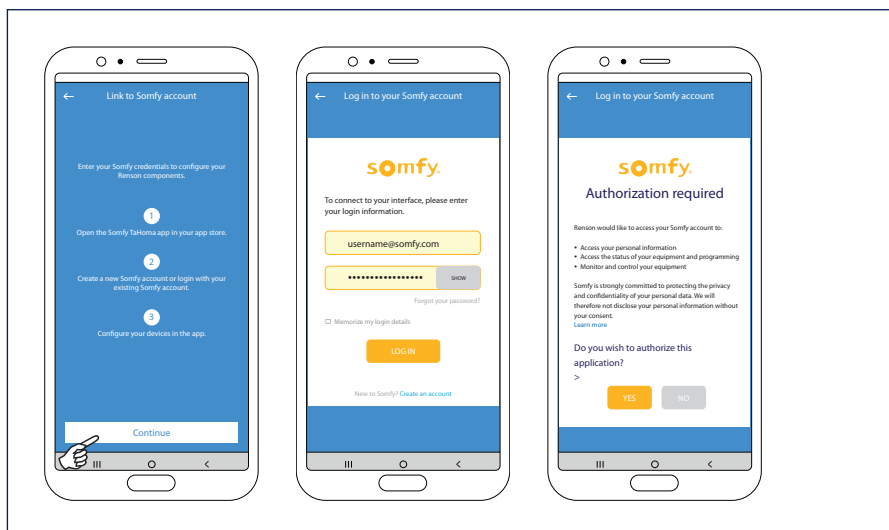 Link to Somfy account
Enter your Somfy credentials to configure your
Renson components.
1
Open the Somfy TaHoma app in your app store.
2
Create a new Somfy account or login with your
existing Somfy account.
3
Configure your devices in the app.
Continue
Log in to your Somfy account
somfy.
To connect to your interface, please enter
your login information.
username@somfy.com
•••••••••••••••••
SHOW
Forgot your password?
Memorize my login details
LOG IN
New to Somfy? Create an account
Log in to your Somfy account
somfy.
Authorization required
Renson would like to access your Somfy account to:
• Access your personal information
• Access the status of your equipment and programming
• Monitor and control your equipment
Somfy is strongly committed to protecting the privacy
and confidentiality of your personal data. We will
therefore not disclose your personal information without
your consent.
Learn more
Do you wish to authorize this
application?
>
YES
NO